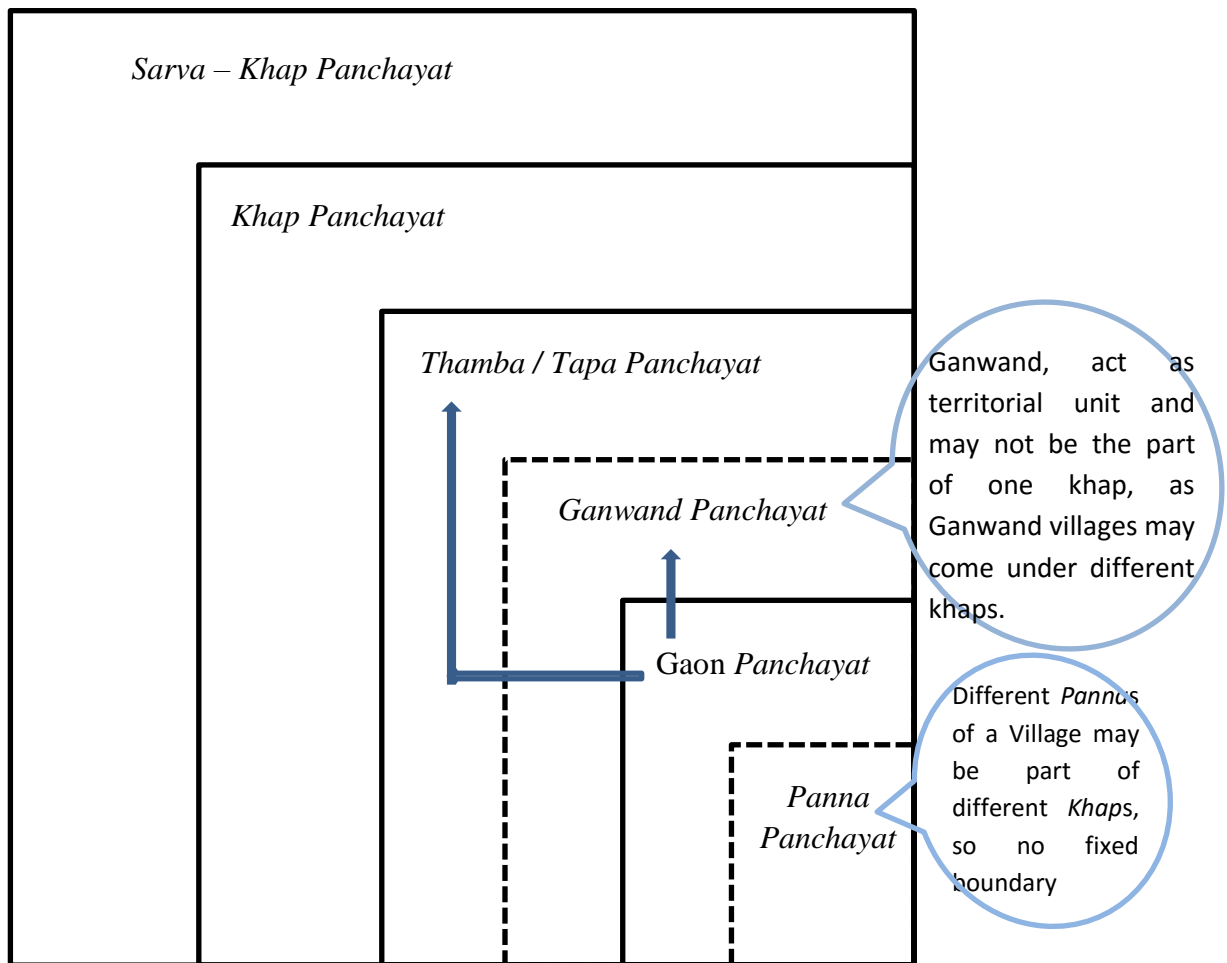 Sarva – Khap Panchayat
Khap Panchayat
Thamba / Tapa Panchayat
Ganwand Panchayat
Gaon Panchayat
Panna
Panchayat
Ganwand, act as
territorial unit and
may not be the part
of one khap, as
Ganwand villages may
come under different
khaps.
Different Pannas
of a Village may
be part of
different Khaps,
so no fixed
boundary